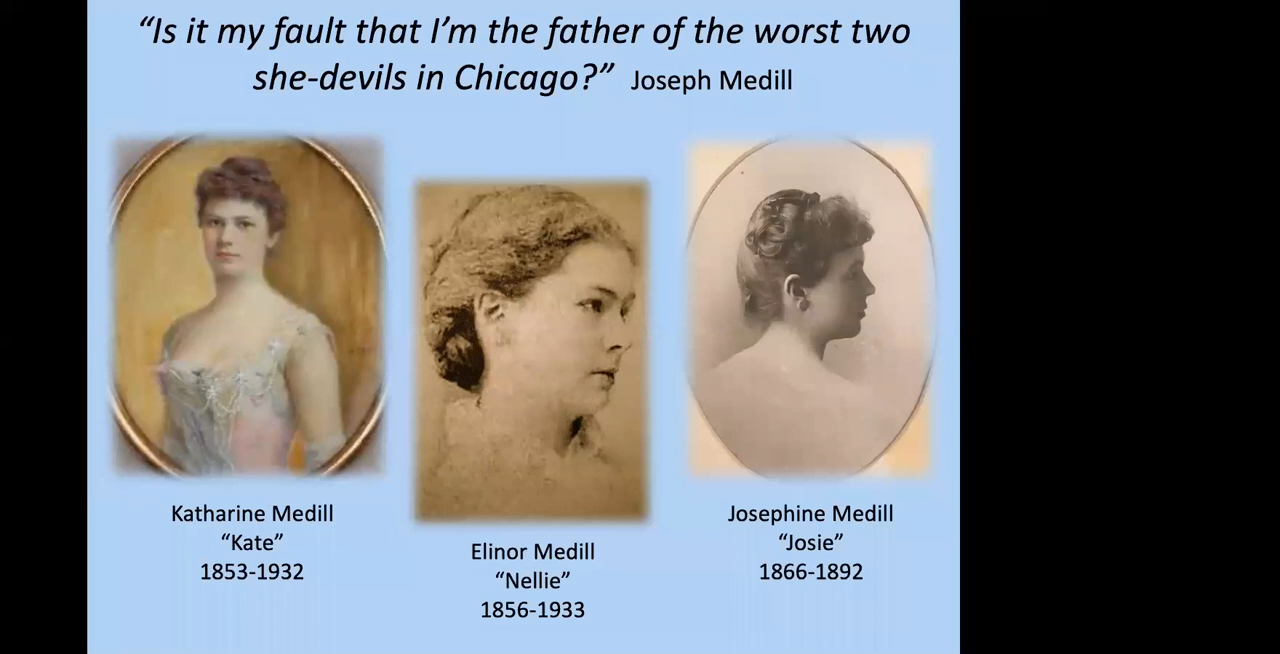 “Is it my fault that I’m the father of the worst two
she-devils in Chicago?” Joseph Medill
Katharine Medill
“Kate”
1853-1932
Elinor Medill
“Nellie”
1856-1933
Josephine Medill
“Josie”
1866-1892